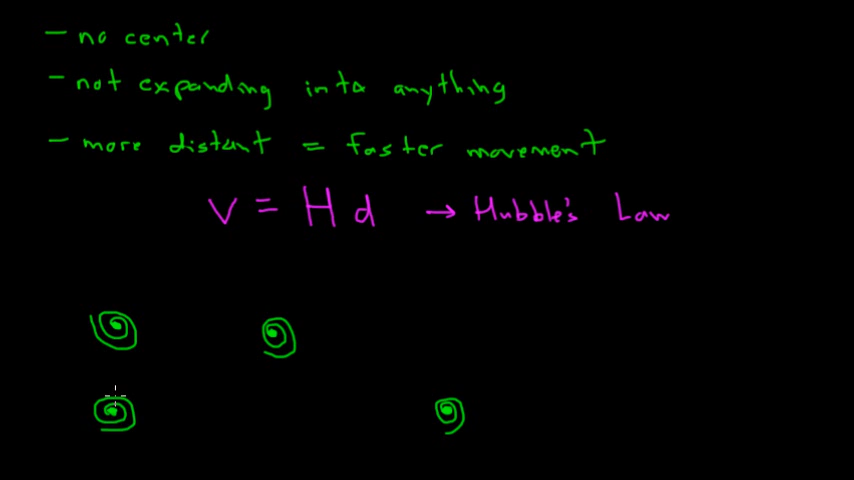 - no center
- not expanding into anything
- more distant = faster movement
V = H d → Hubble's Law